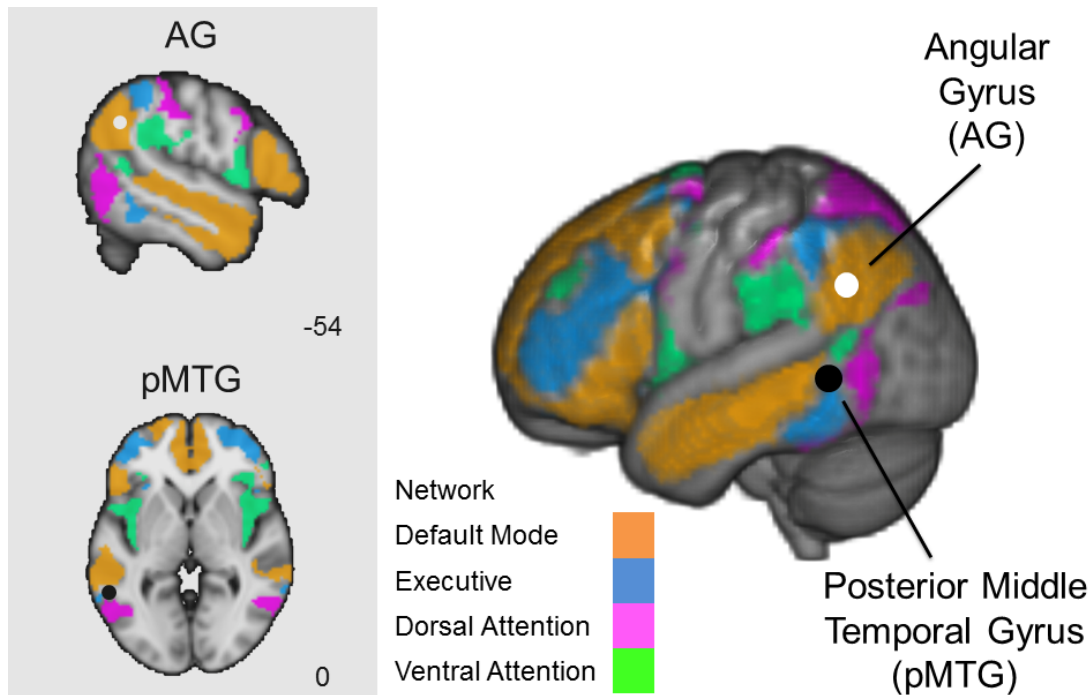 AG
-54
pMTG
0
Network
Default Mode
Executive
Dorsal Attention
Ventral Attention
Angular
Gyrus
(AG)
Posterior Middle
Temporal Gyrus
(pMTG)